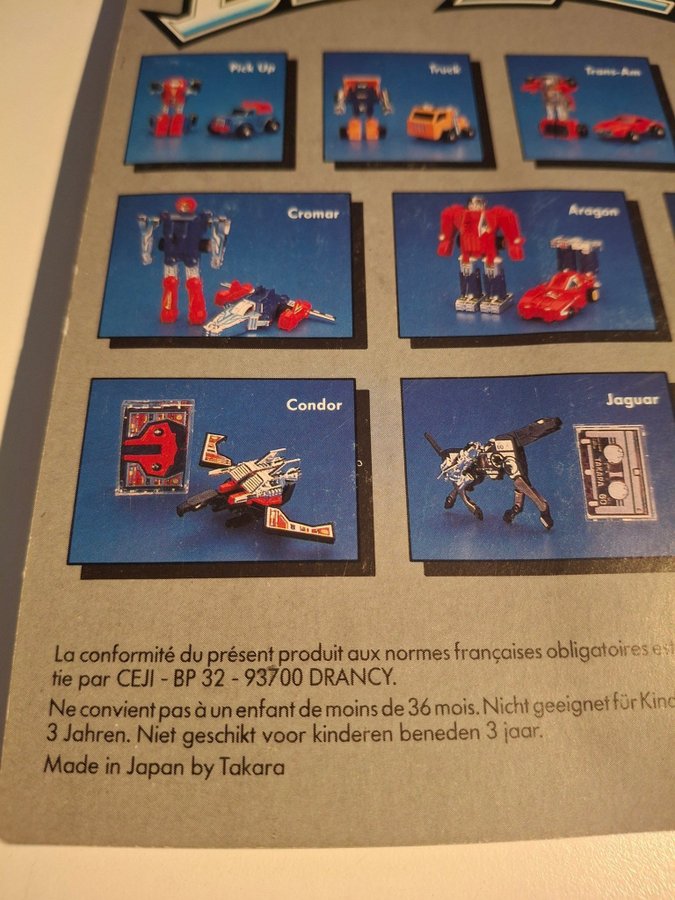 Pick Up
Truck
Trans-Am
Cromar
Aragon
Condor
Jaguar
La conformité du présent produit aux normes françaises obligatoires est
tie par CEJI - BP 32 - 93700 DRANCY.
Ne convient pas à un enfant de moins de 36 mois. Nicht geeignet für Kind
3 Jahren. Niet geschikt voor kinderen beneden 3 jaar.
Made in Japan by Takara